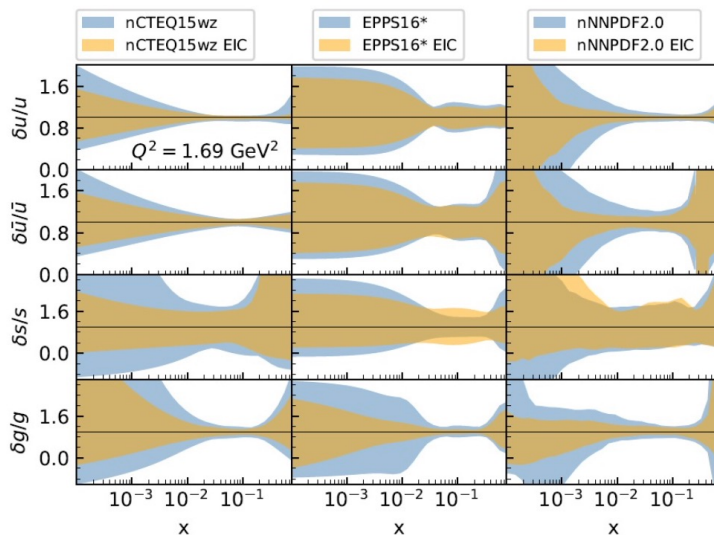 nCTEQ15wz EPPS16* nNNPDF2.0
nCTEQ15wz EIC EPPS16* EIC nNNPDF2.0 EIC
δu/u
1.6
0.8
0.0
Q² = 1.69 GeV²
δū/ū
1.6
0.8
0.0
δs/s
1.6
0.0
δg/g
1.6
0.0
10⁻³ 10⁻² 10⁻¹ 10⁻³ 10⁻² 10⁻¹ 10⁻³ 10⁻² 10⁻¹
x x x